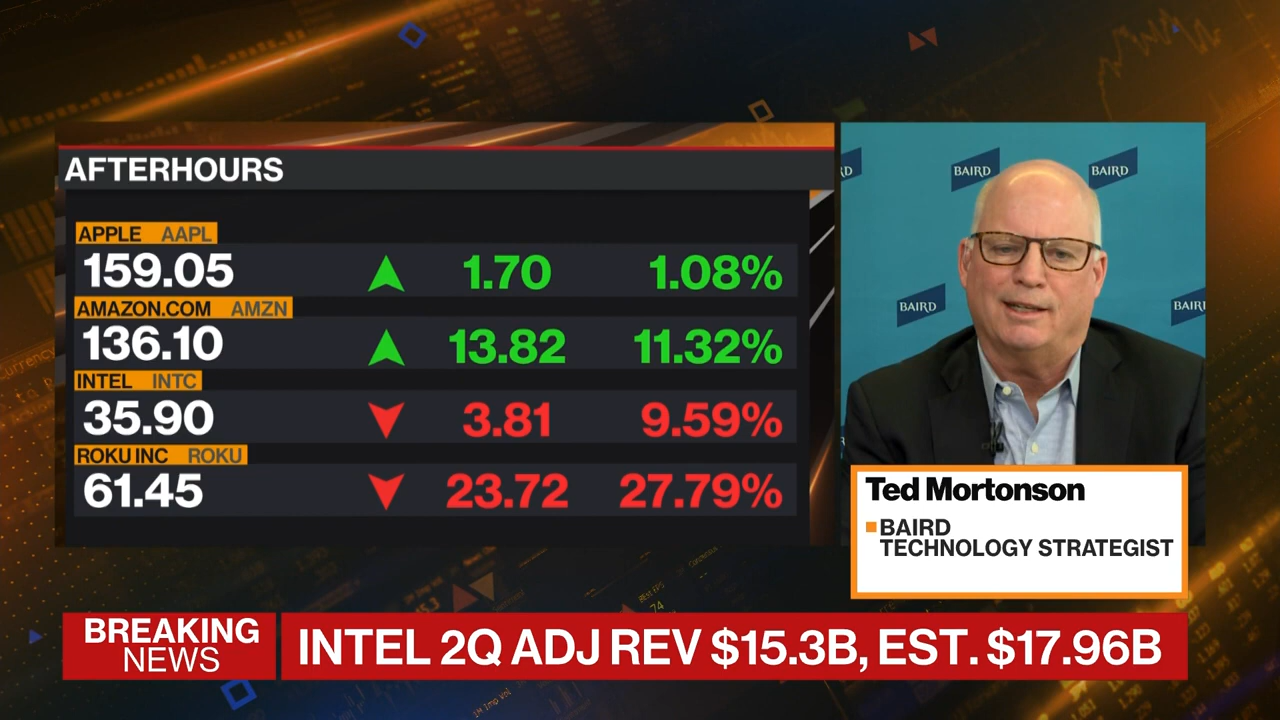 AFTERHOURS
APPLE AAPL
159.05 1.70 1.08%
AMAZON.COM AMZN
136.10 13.82 11.32%
INTEL INTC
35.90 3.81 9.59%
ROKU INC ROKU
61.45 23.72 27.79%
BAIRD
BAIRD
BAIRD
Ted Mortonson
BAIRD
TECHNOLOGY STRATEGIST
BREAKING
NEWS
INTEL 2Q ADJ REV $15.3B, EST. $17.96B